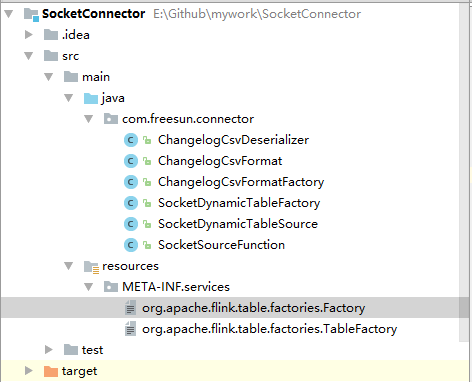 SocketConnector E:\Github\mywork\SocketConnector
.idea
src
main
java
com.freesun.connector
ChangelogCsvDeserializer
ChangelogCsvFormat
ChangelogCsvFormatFactory
SocketDynamicTableFactory
SocketDynamicTableSource
SocketSourceFunction
resources
META-INF.services
org.apache.flink.table.factories.Factory
org.apache.flink.table.factories.TableFactory
test
target